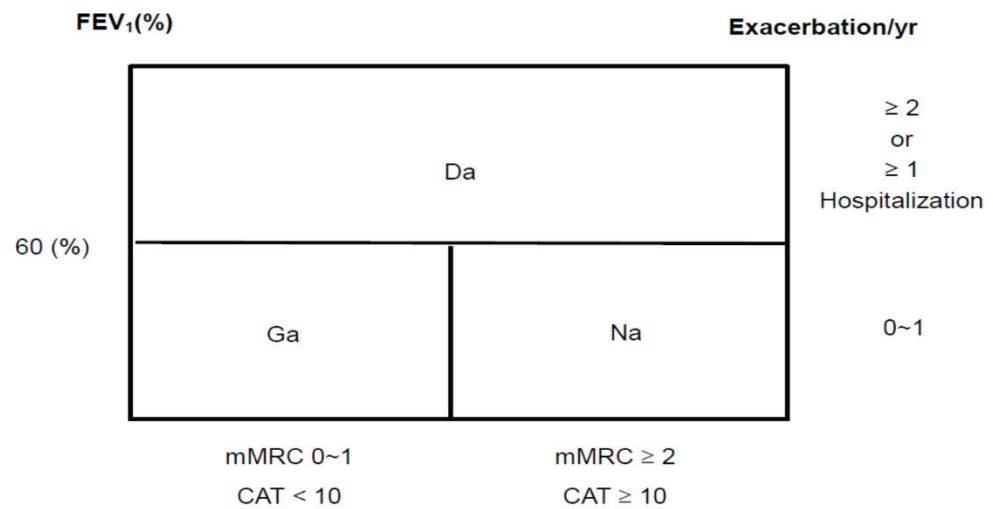 FEV₁(%)
Exacerbation/yr
≥ 2
or
≥ 1
Hospitalization
Da
60 (%)
Ga
Na
0~1
mMRC 0~1
mMRC ≥ 2
CAT < 10
CAT ≥ 10